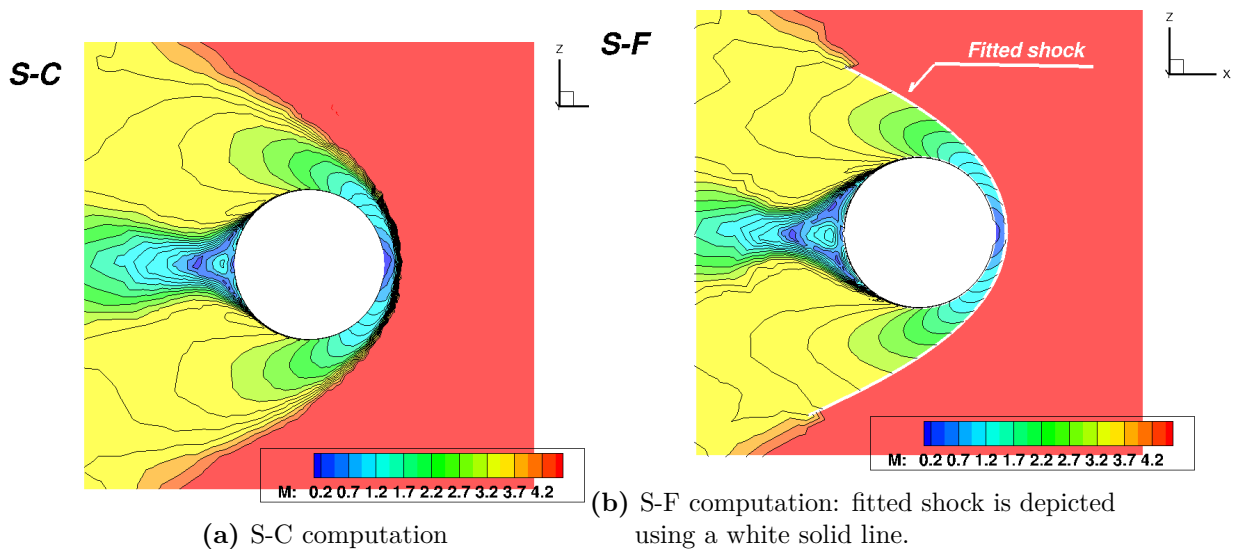 S-C
Z
M: 0.2 0.7 1.2 1.7 2.2 2.7 3.2 3.7 4.2
(a) S-C computation
S-F
Fitted shock
Z
X
M: 0.2 0.7 1.2 1.7 2.2 2.7 3.2 3.7 4.2
(b) S-F computation: fitted shock is depicted
using a white solid line.